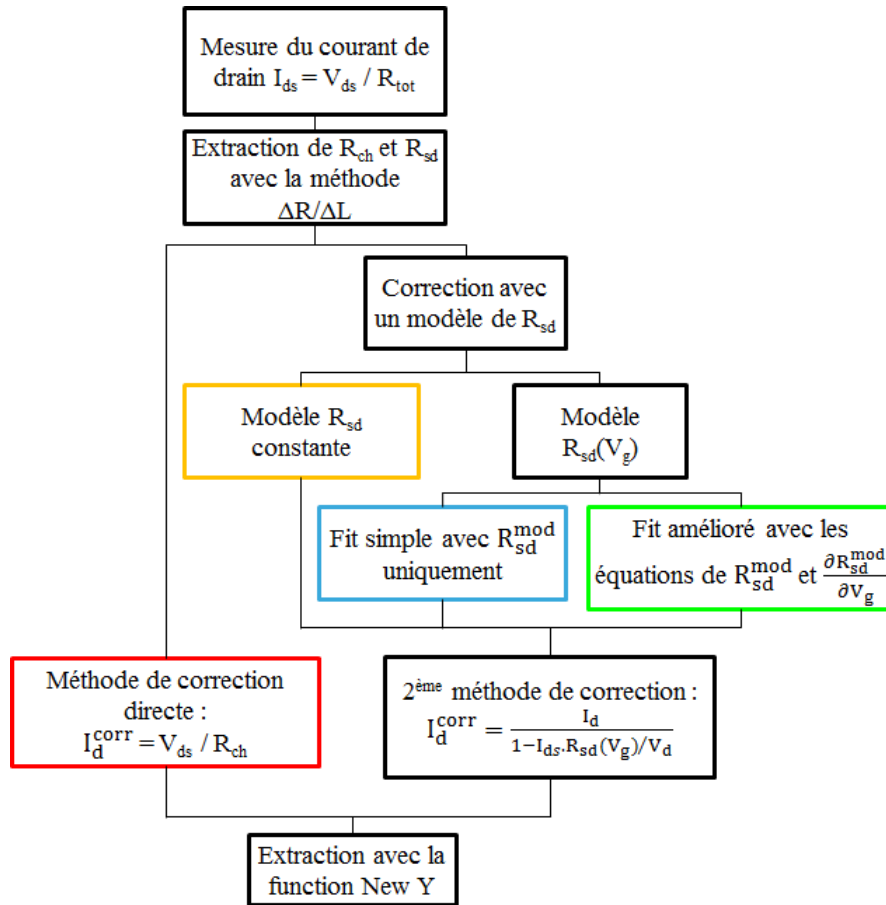 Mesure du courant de
drain I_ds = V_ds / R_tot
Extraction de R_ch et R_sd
avec la méthode
ΔR/ΔL
Correction avec
un modèle de R_sd
Modèle R_sd
constante
Modèle
R_sd(V_g)
Fit simple avec R_sd^mod
uniquement
Fit amélioré avec les
équations de R_sd^mod et ∂R_sd^mod/∂V_g
Méthode de correction
directe :
I_d^corr = V_ds / R_ch
2ème méthode de correction :
I_d^corr = I_d / 1−I_ds.R_sd(V_g)/V_d
Extraction avec la
function New Y